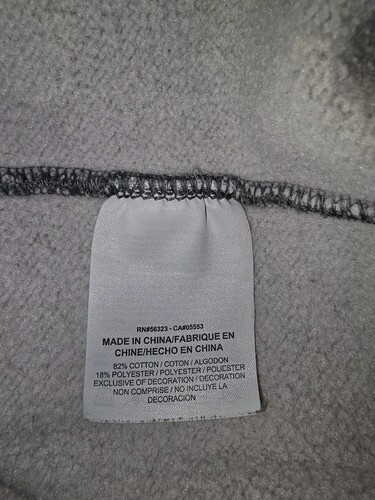 RN#56323 - CA#05553
MADE IN CHINA/FABRIQUE EN
CHINE/HECHO EN CHINA
82% COTTON / COTON / ALGODON
18% POLYESTER / POLYESTER / POLIESTER
EXCLUSIVE OF DECORATION / DECORATION
NON COMPRISE / NO INCLUYE LA
DECORACION